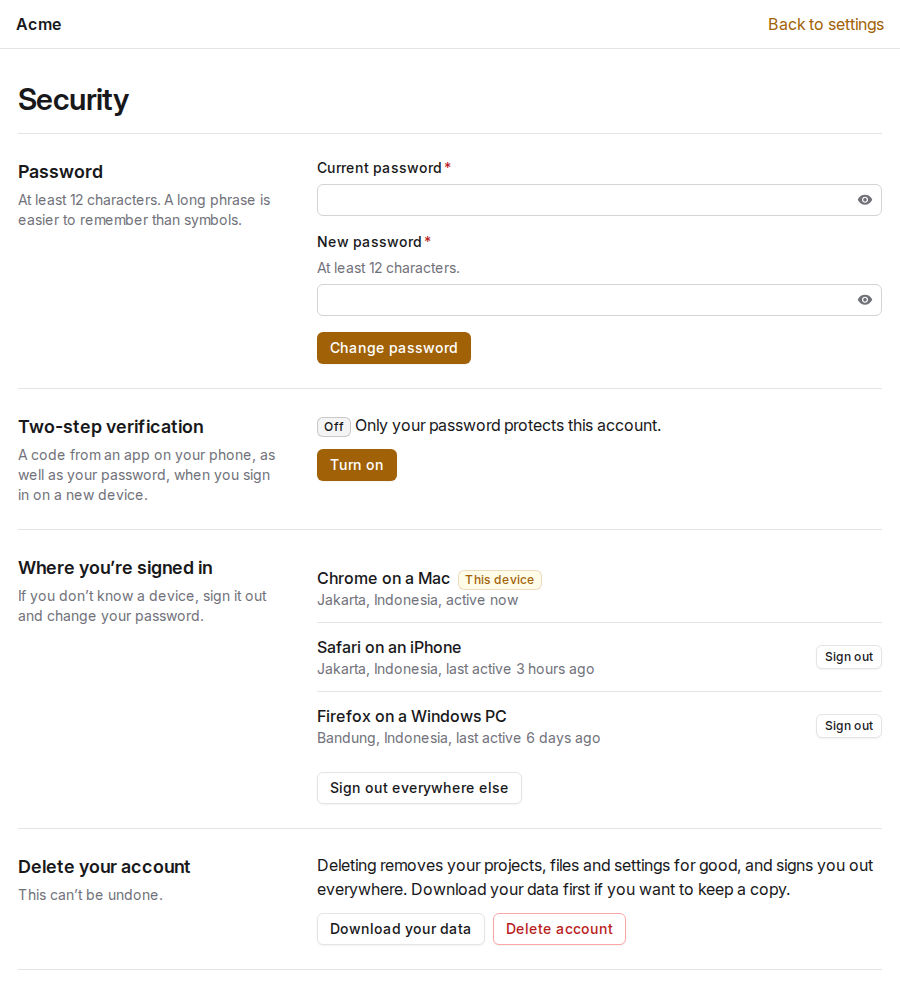 Acme
Back to settings
Security
Password
At least 12 characters. A long phrase is
easier to remember than symbols.
Current password*
New password*
At least 12 characters.
Change password
Two-step verification
A code from an app on your phone, as
well as your password, when you sign
in on a new device.
Off Only your password protects this account.
Turn on
Where you’re signed in
If you don’t know a device, sign it out
and change your password.
Chrome on a Mac This device
Jakarta, Indonesia, active now
Safari on an iPhone
Jakarta, Indonesia, last active 3 hours ago
Sign out
Firefox on a Windows PC
Bandung, Indonesia, last active 6 days ago
Sign out
Sign out everywhere else
Delete your account
This can’t be undone.
Deleting removes your projects, files and settings for good, and signs you out
everywhere. Download your data first if you want to keep a copy.
Download your data
Delete account